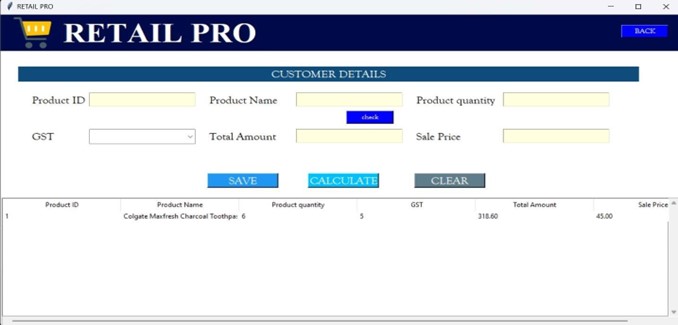 RETAIL PRO
RETAIL PRO
BACK
CUSTOMER DETAILS
Product ID Product Name Product quantity
check
GST Total Amount Sale Price
SAVE CALCULATE CLEAR
Product ID Product Name Product quantity GST Total Amount Sale Price
1 Colgate Maxfresh Charcoal Toothpa 6 5 318.60 45.00